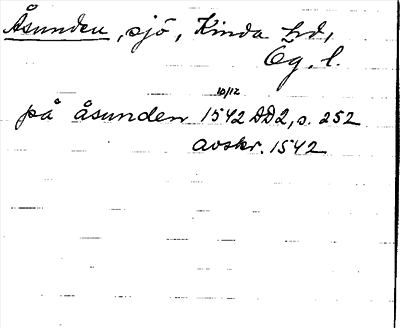 Åsunden, sjö, Kinda hd,
Ög. l.
10/12
på åsunden 1542 DD2, s. 252
avskr. 1542